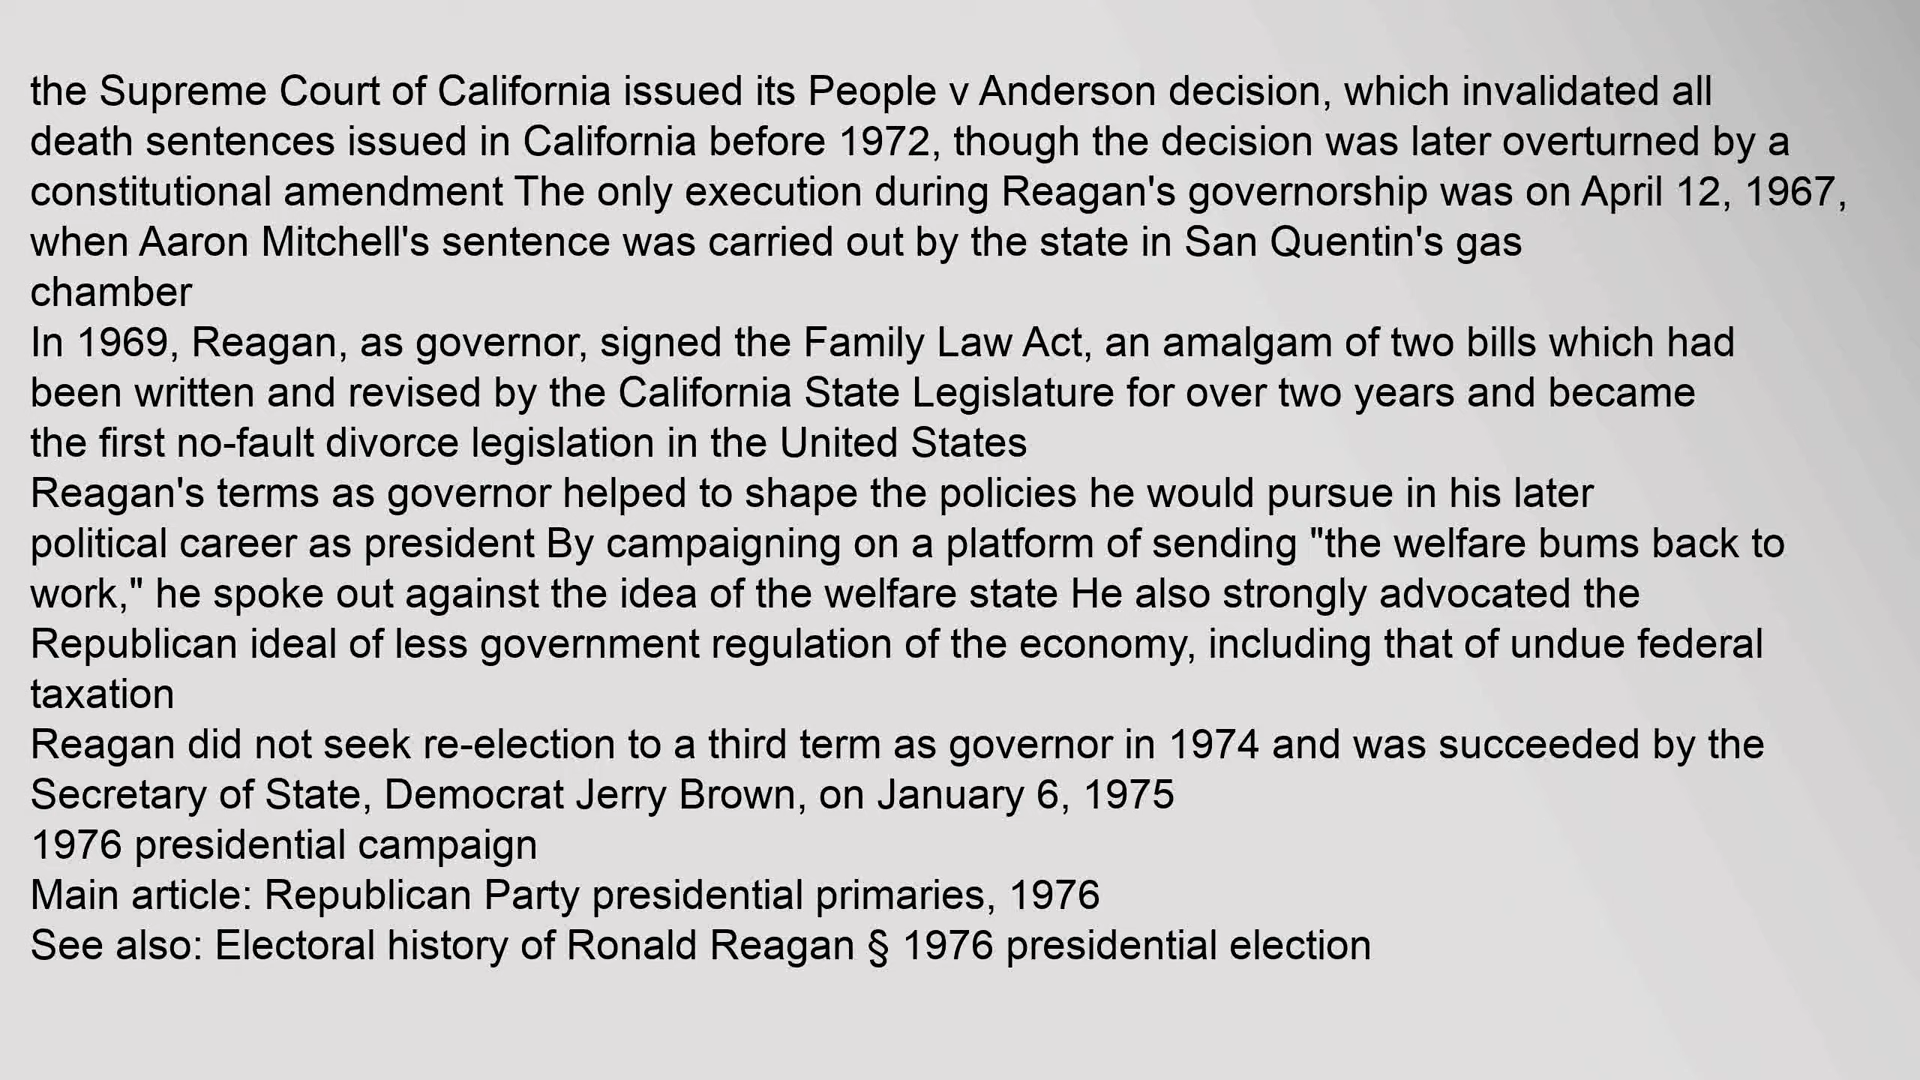 the Supreme Court of California issued its People v Anderson decision, which invalidated all
death sentences issued in California before 1972, though the decision was later overturned by a
constitutional amendment The only execution during Reagan's governorship was on April 12, 1967,
when Aaron Mitchell's sentence was carried out by the state in San Quentin's gas
chamber
In 1969, Reagan, as governor, signed the Family Law Act, an amalgam of two bills which had
been written and revised by the California State Legislature for over two years and became
the first no-fault divorce legislation in the United States
Reagan's terms as governor helped to shape the policies he would pursue in his later
political career as president By campaigning on a platform of sending "the welfare bums back to
work," he spoke out against the idea of the welfare state He also strongly advocated the
Republican ideal of less government regulation of the economy, including that of undue federal
taxation
Reagan did not seek re-election to a third term as governor in 1974 and was succeeded by the
Secretary of State, Democrat Jerry Brown, on January 6, 1975
1976 presidential campaign
Main article: Republican Party presidential primaries, 1976
See also: Electoral history of Ronald Reagan § 1976 presidential election